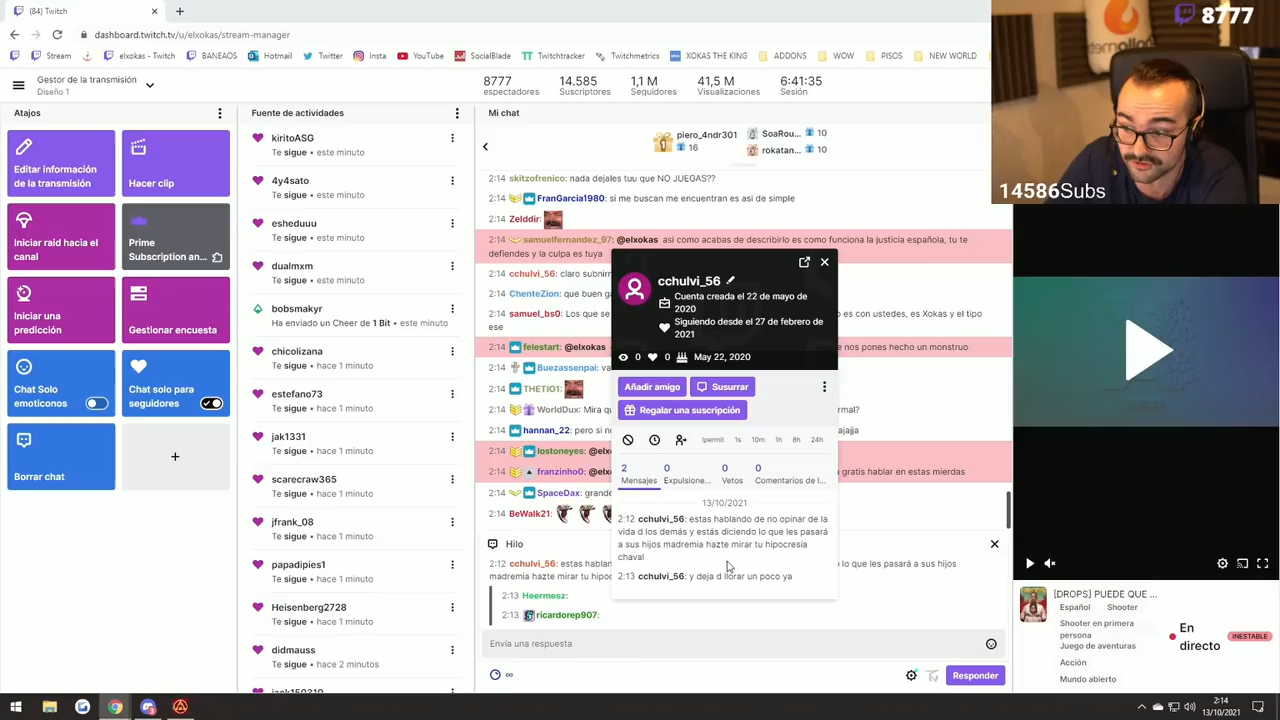 (84) Twitch
dashboard.twitch.tv/u/elxokas/stream-manager
Stream
elxokas - Twitch
BANEAOS
Hotmail
Twitter
Insta
YouTube
SocialBlade
Twitchtracker
Twitchmetrics
XOKAS THE KING
ADDONS
WOW
PISOS
NEW WORLD
8777
14586Subs
Gestor de la transmisión
Diseño 1
8777
espectadores
14.585
Suscriptores
1,1 M
Seguidores
41,5 M
Visualizaciones
6:41:35
Sesión
Atajos
Editar información de la transmisión
Hacer clip
Iniciar raid hacia el canal
Prime Subscription an...
Iniciar una predicción
Gestionar encuesta
Chat Solo emoticonos
Chat solo para seguidores
Borrar chat
Fuente de actividades
kiritoASG
Te sigue • este minuto
4y4sato
Te sigue • este minuto
esheduuu
Te sigue • este minuto
dualmxm
Te sigue • este minuto
bobsmakyr
Ha enviado un Cheer de 1 Bit • este minuto
chicolizana
Te sigue • hace 1 minuto
estefano73
Te sigue • hace 1 minuto
jak1331
Te sigue • hace 1 minuto
scarecraw365
Te sigue • hace 1 minuto
jfrank_08
Te sigue • hace 1 minuto
papadipies1
Te sigue • hace 1 minuto
Heisenberg2728
Te sigue • hace 1 minuto
didmauss
Te sigue • hace 2 minutos
Mi chat
piero_4ndr301
16
SoaRou... 10
rokatan... 10
2:14 skitzofrenico: nada dejales tuu que NO JUEGAS??
2:14 FranGarcia1980: si me buscan me encuentran es asi de simple
2:14 Zelddir:
2:14 samuelfernandez_97: @elxokas asi como acabas de describirlo es como funciona la justicia española, tu te
defiendes y la culpa es tuya
2:14 cchulvi_56: claro subnir
2:14 ChenteZion: que buen g
2:14 samuel_bs0: Los que se
o es con ustedes, es Xokas y el tipo
ese
2:14 felestart: @elxokas
e nos pones hecho un monstruo
2:14 Buezassenpai: va
2:14 THETIO1:
2:14 WorldDux: Mira qu
rmal?
2:14 hannan_22: pero si no
ajajja
2:14 lostoneyes: @elxo
2:14 franzinho0: @elxo
gratis hablar en estas mierdas
2:14 SpaceDax: grande
2:14 BeWalk21:
cchulvi_56
Cuenta creada el 22 de mayo de
2020
Siguiendo desde el 27 de febrero de
2021
0 0 May 22, 2020
Añadir amigo
Susurrar
Regalar una suscripción
!permit 1s 10m 1h 8h 24h
2 0 0 0
Mensajes Expulsione... Vetos Comentarios de l...
13/10/2021
2:12 cchulvi_56: estas hablando de no opinar de la
vida d los demás y estás diciendo lo que les pasará
a sus hijos madremia hazte mirar tu hipocresía
chaval
2:13 cchulvi_56: y deja d llorar un poco ya
Hilo
2:12 cchulvi_56: estas hablan
lo que les pasará a sus hijos
madremia hazte mirar tu hipoc
2:13 Heermesz:
2:13 ricardorep907:
Envía una respuesta
Responder
[DROPS] PUEDE QUE ...
Español Shooter
Shooter en primera
persona
Juego de aventuras
Acción
Mundo abierto
En
directo
INESTABLE
2:14
13/10/2021